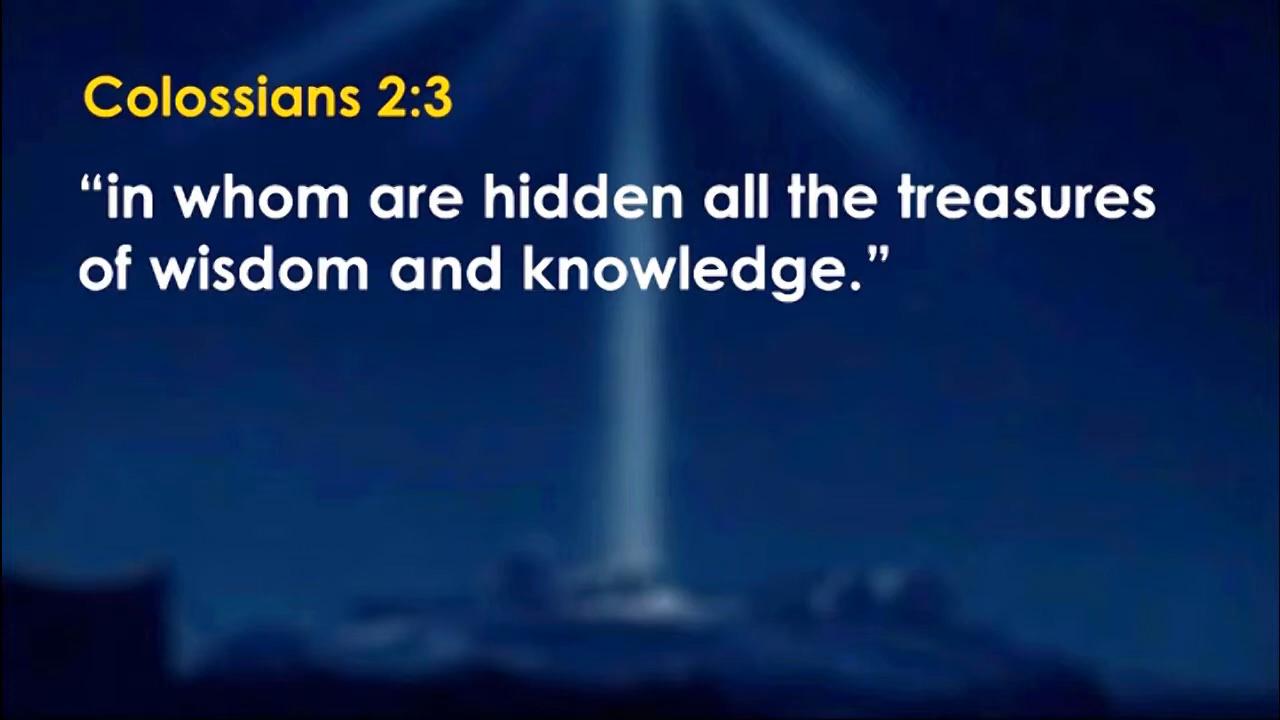 Colossians 2:3
“in whom are hidden all the treasures
of wisdom and knowledge.”